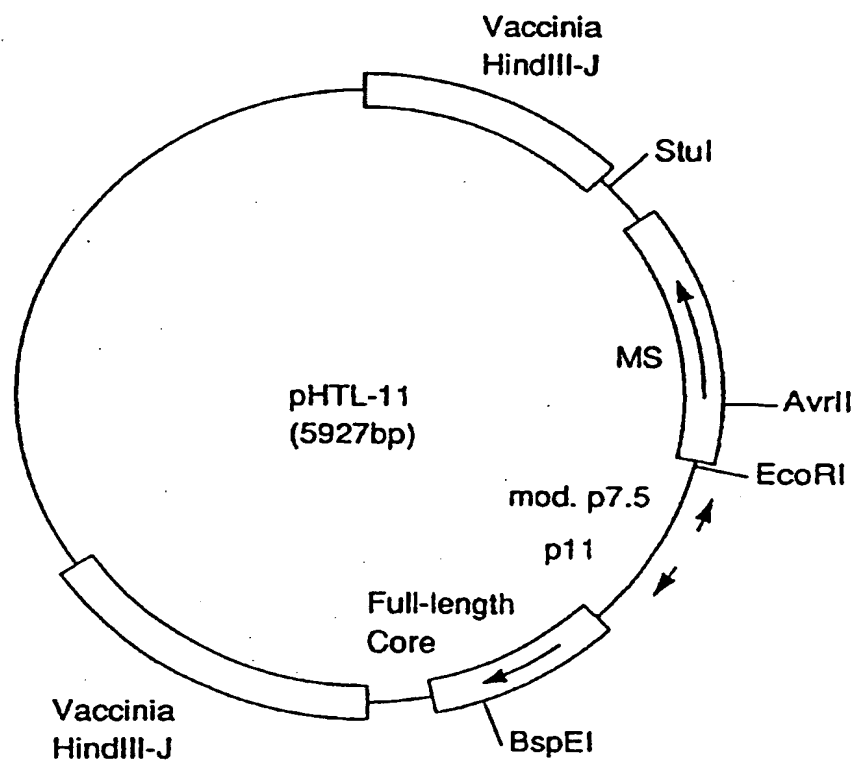 Vaccinia
HindIII-J
StuI
MS
AvrII
pHTL-11
(5927bp)
EcoRI
mod. p7.5
p11
Full-length
Core
Vaccinia
HindIII-J
BspEI